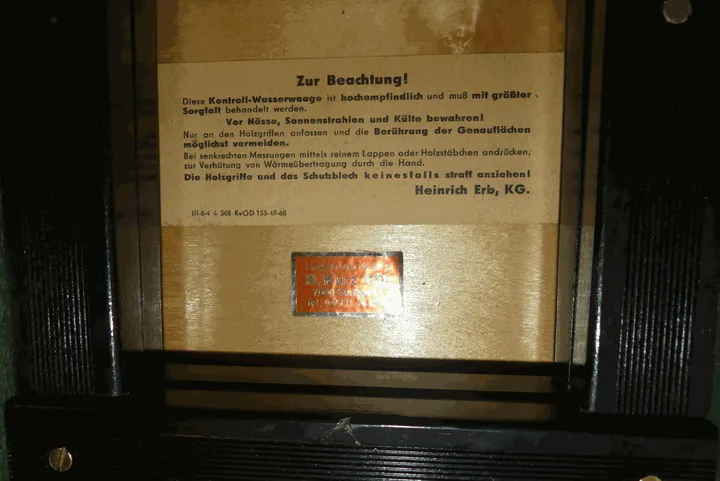 Zur Beachtung!
Diese Kontroll-Wasserwaage ist hochempfindlich und muß mit größter
Sorgfalt behandelt werden.
Vor Nässe, Sonnenstrahlen und Kälte bewahren!
Nur an den Holzgriffen anfassen und die Berührung der Genauflächen
möglichst vermeiden.
Bei senkrechten Messungen mittels reinem Lappen oder Holzstäbchen andrücken,
zur Verhütung von Wärmeübertragung durch die Hand.
Die Holzgriffe und das Schutzblech keinesfalls straff anziehen!
Heinrich Erb, KG.
III-6-4 4 568 KvGD 153-49-68